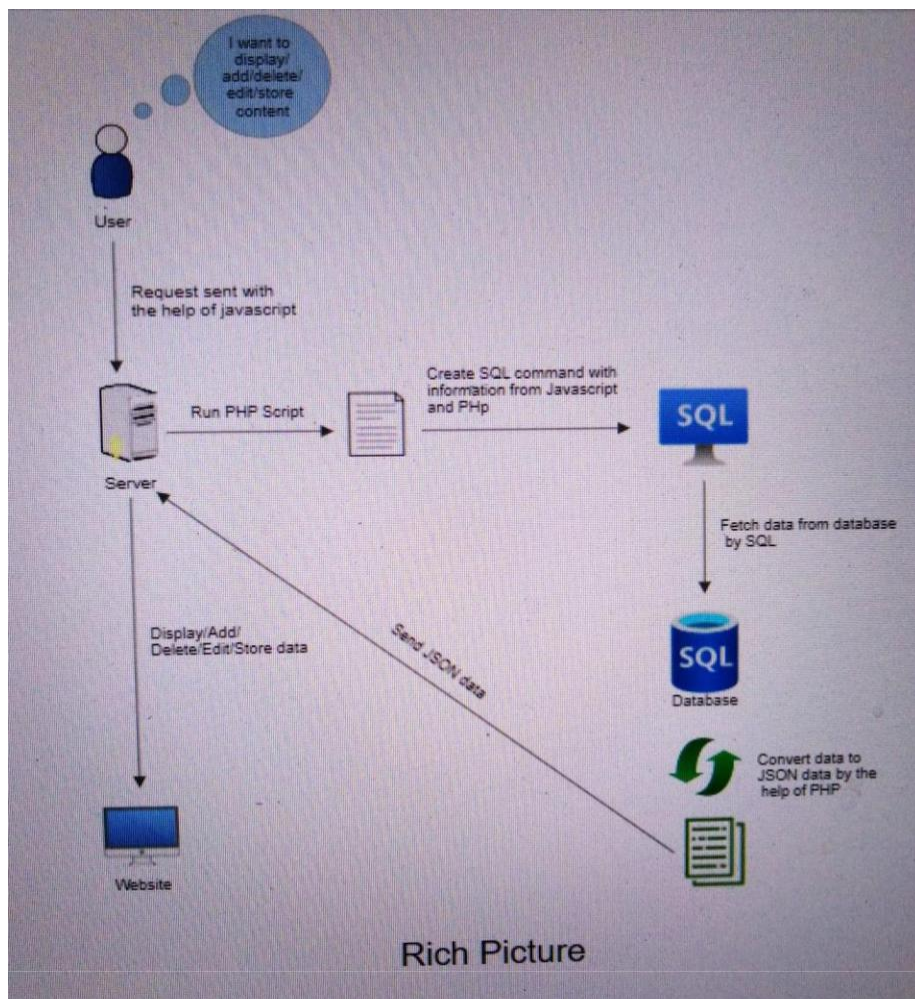 I want to
display/
add/delete/
edit/store
content
User
Request sent with
the help of javascript
Create SQL command with
information from Javascript
and PHp
Run PHP Script
SQL
Server
Fetch data from database
by SQL
Display/Add/
Delete/Edit/Store data
Send JSON data
SQL
Database
Convert data to
JSON data by the
help of PHP
Website
Rich Picture